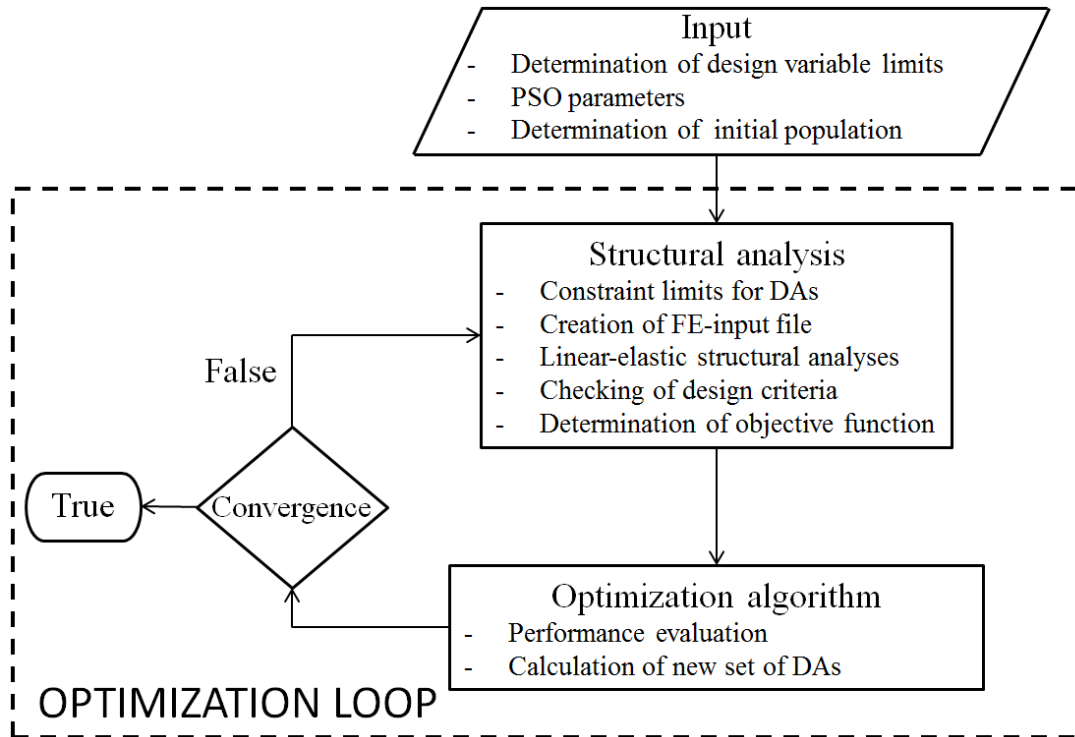 Input
- Determination of design variable limits
- PSO parameters
- Determination of initial population
Structural analysis
- Constraint limits for DAs
- Creation of FE-input file
- Linear-elastic structural analyses
- Checking of design criteria
- Determination of objective function
False
True
Convergence
Optimization algorithm
- Performance evaluation
- Calculation of new set of DAs
OPTIMIZATION LOOP